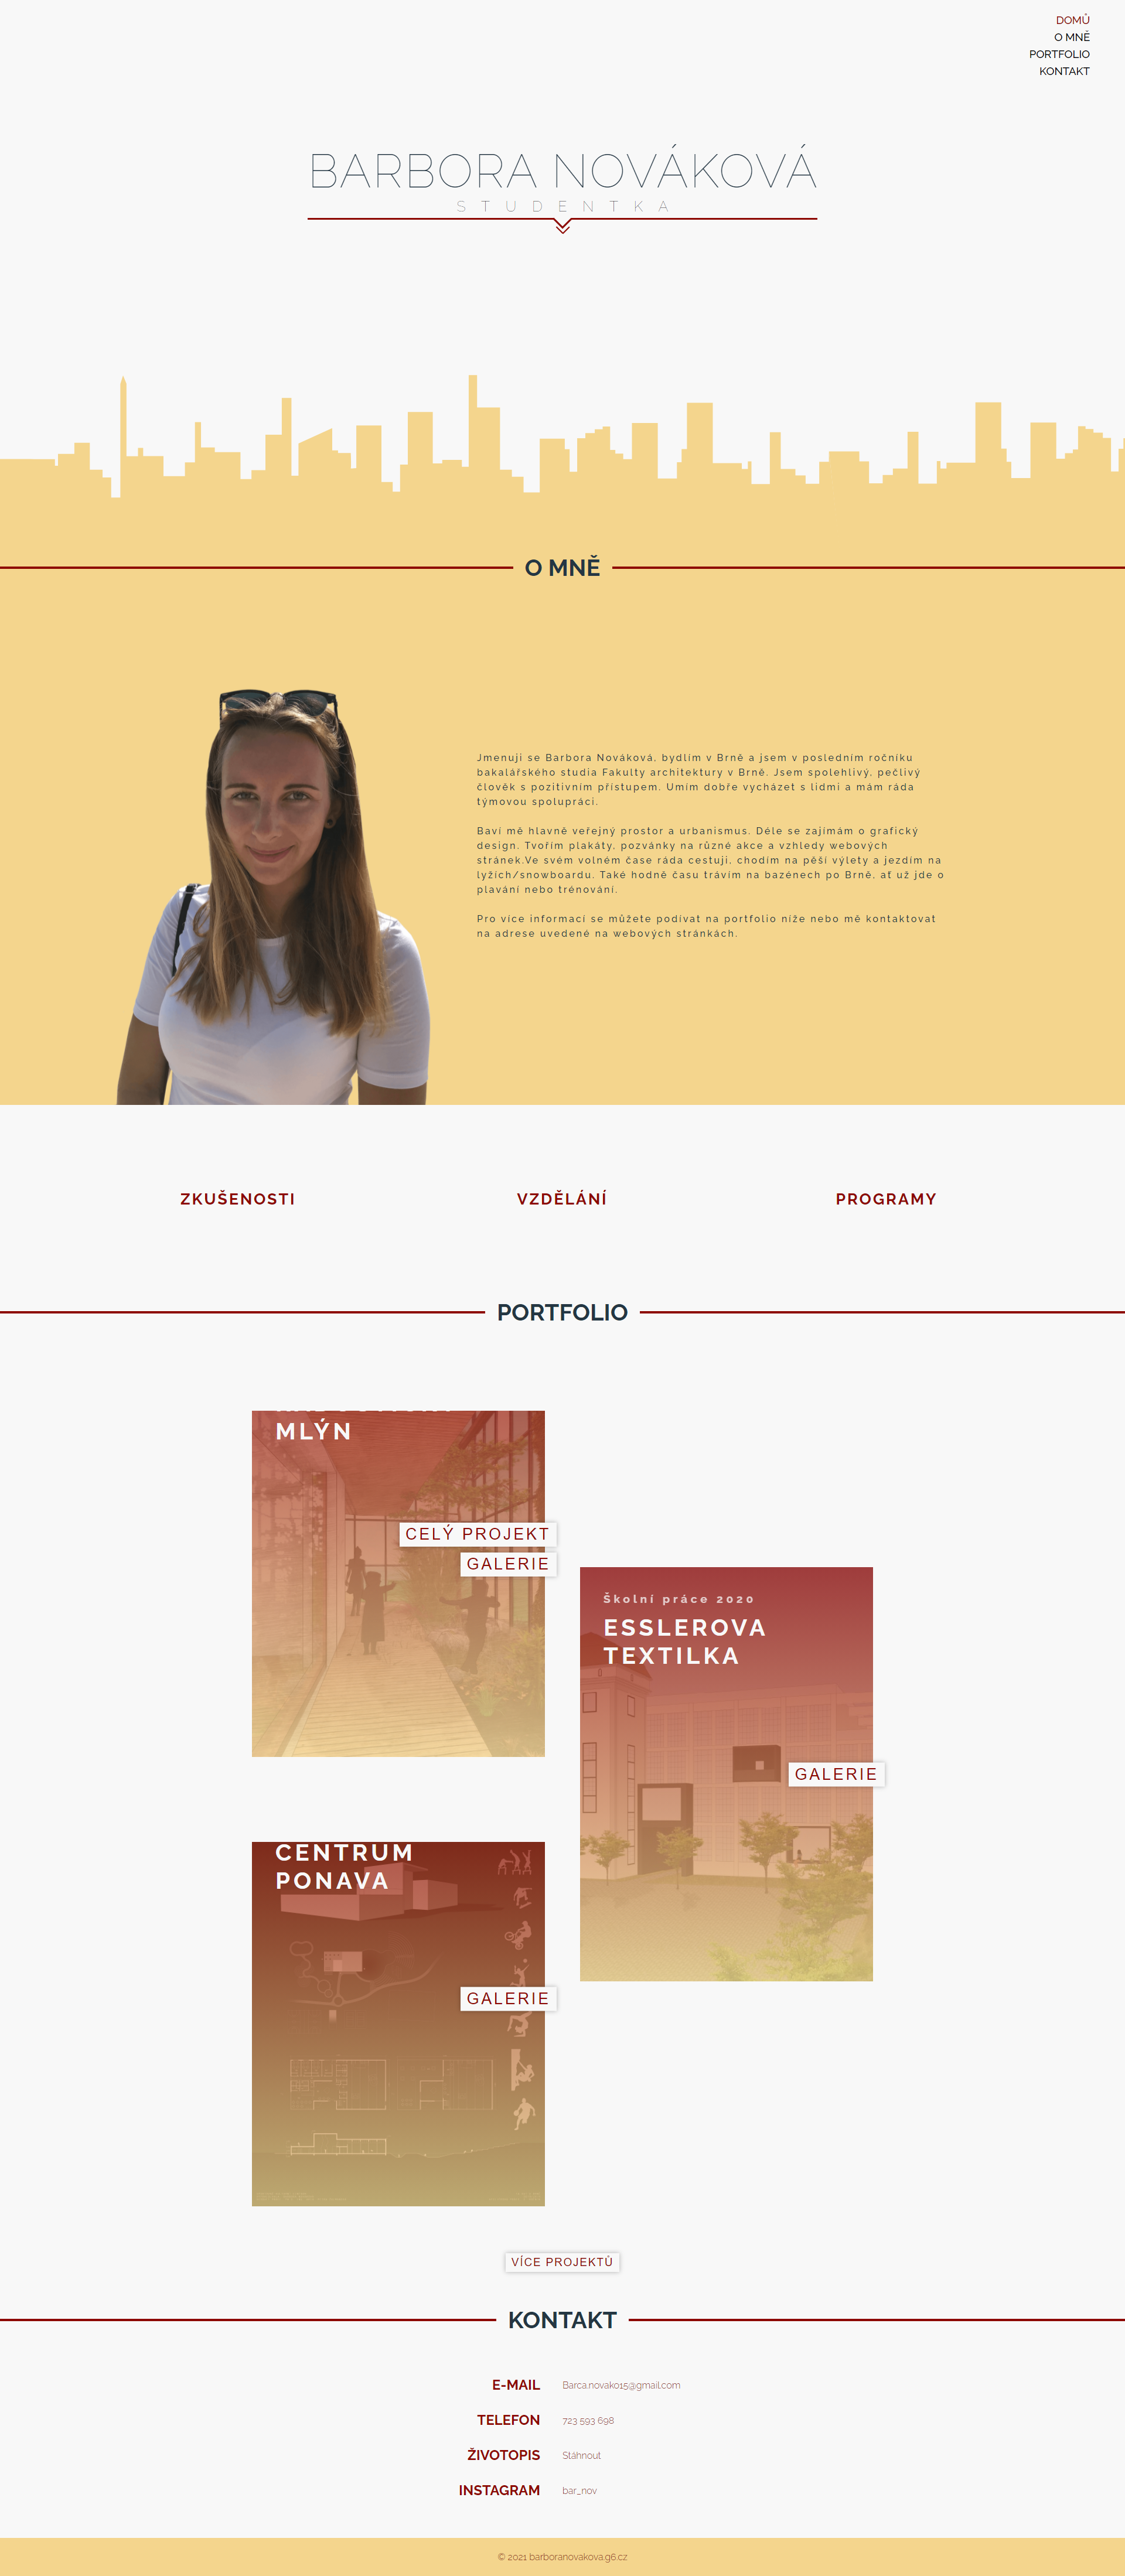 DOMŮ
O MNĚ
PORTFOLIO
KONTAKT
BARBORA NOVÁKOVÁ
STUDENTKA
O MNĚ
Jmenuji se Barbora Nováková, bydlím v Brně a jsem v posledním ročníku
bakalářského studia Fakulty architektury v Brně. Jsem spolehlivý, pečlivý
člověk s pozitivním přístupem. Umím dobře vycházet s lidmi a mám ráda
týmovou spolupráci.
Baví mě hlavně veřejný prostor a urbanismus. Déle se zajímám o grafický
design. Tvořím plakáty, pozvánky na různé akce a vzhledy webových
stránek.Ve svém volném čase ráda cestuji, chodím na pěší výlety a jezdím na
lyžích/snowboardu. Také hodně času trávím na bazénech po Brně, ať už jde o
plavání nebo trénování.
Pro více informací se můžete podívat na portfolio níže nebo mě kontaktovat
na adrese uvedené na webových stránkách.
ZKUŠENOSTI
VZDĚLÁNÍ
PROGRAMY
PORTFOLIO
MLÝN
CELÝ PROJEKT
GALERIE
Školní práce 2020
ESSLEROVA
TEXTILKA
GALERIE
CENTRUM
PONAVA
GALERIE
VÍCE PROJEKTŮ
KONTAKT
E-MAIL Barca.novako15@gmail.com
TELEFON 723 593 698
ŽIVOTOPIS Stáhnout
INSTAGRAM bar_nov
© 2021 barboranovakova.g6.cz